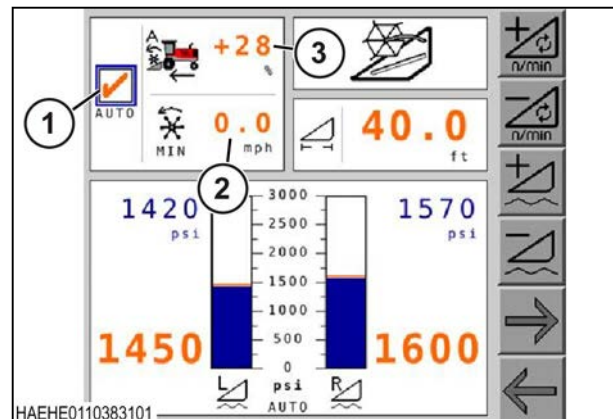 A
+28
%
3
1
AUTO
MIN
0.0
mph
2
40.0
ft
+
n/min
−
n/min
+
−
1420
psi
1570
psi
3000
2500
2000
1500
1000
500
0
1450
1600
L
psi
R
AUTO
HAEHE0110383101